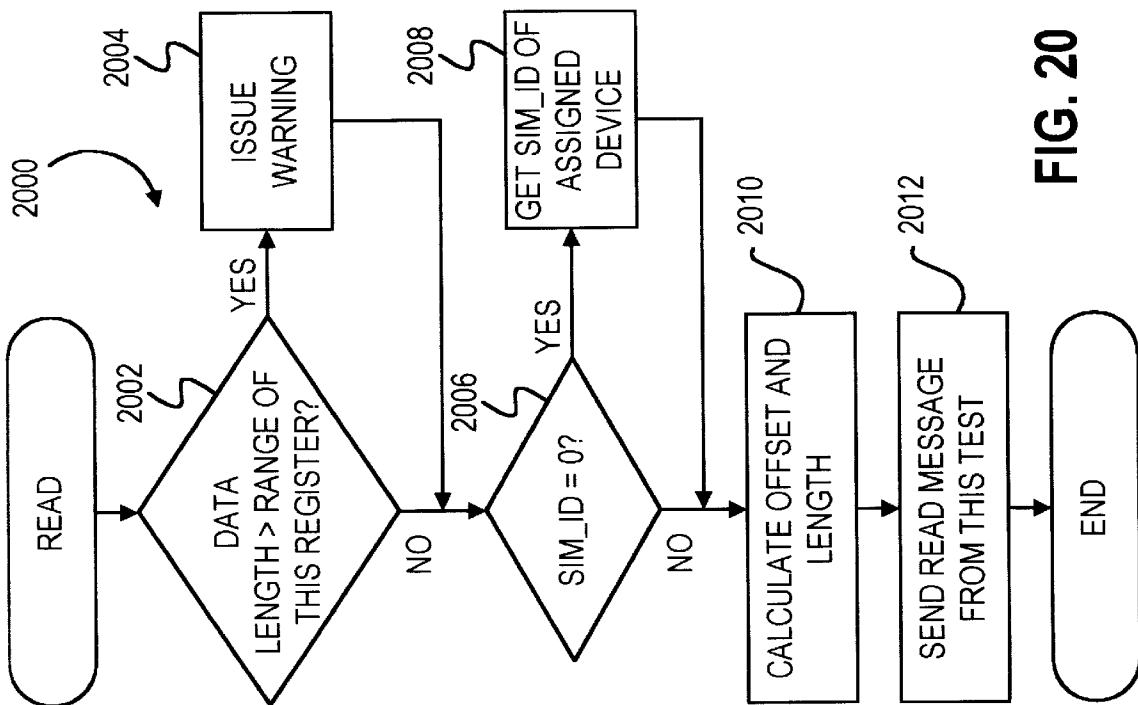 2000
READ
2002
DATA
LENGTH > RANGE OF
THIS REGISTER?
YES
2004
ISSUE
WARNING
NO
2006
SIM_ID = 0?
YES
2008
GET SIM_ID OF
ASSIGNED
DEVICE
NO
2010
CALCULATE OFFSET AND
LENGTH
2012
SEND READ MESSAGE
FROM THIS TEST
END
FIG. 20